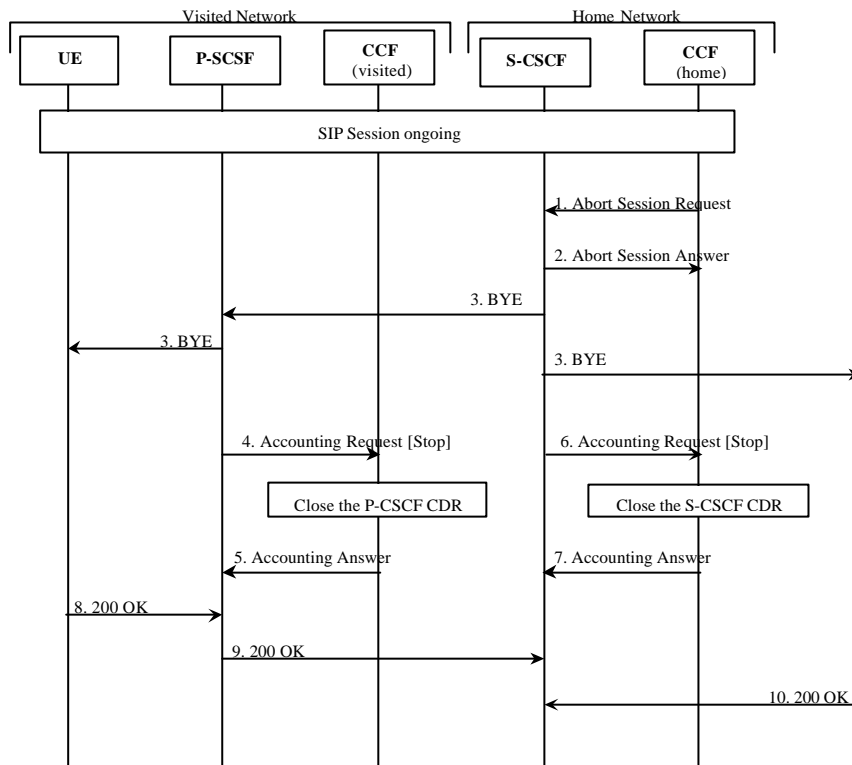 Visited Network
Home Network
UE
P-SCSF
CCF
(visited)
S-CSCF
CCF
(home)
SIP Session ongoing
1. Abort Session Request
2. Abort Session Answer
3. BYE
3. BYE
3. BYE
4. Accounting Request [Stop]
6. Accounting Request [Stop]
Close the P-CSCF CDR
Close the S-CSCF CDR
5. Accounting Answer
7. Accounting Answer
8. 200 OK
9. 200 OK
10. 200 OK